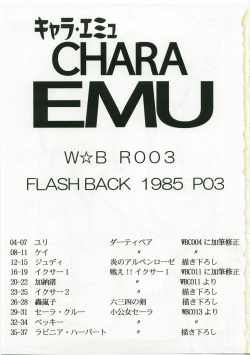 キャラ・エミュ
CHARA
EMU
W☆B R003
FLASH BACK 1985 P03
04-07 ユリ ダーティペア WBC004に加筆修正
08-11 ケイ 〃 〃
12-15 ジュディ 炎のアルペンローゼ 描き下ろし
16-19 イクサー1 戦え!!イクサー1 WBC011に加筆修正
20-22 加納渚 〃 WBC011より
23-25 イクサー2 〃 描き下ろし
26-28 轟嵐子 六三四の剣 描き下ろし
29-31 セーラ・クルー 小公女セーラ WBC013より
32-34 ベッキー 〃 〃
35-37 ラビニア・ハーバート 〃 描き下ろし